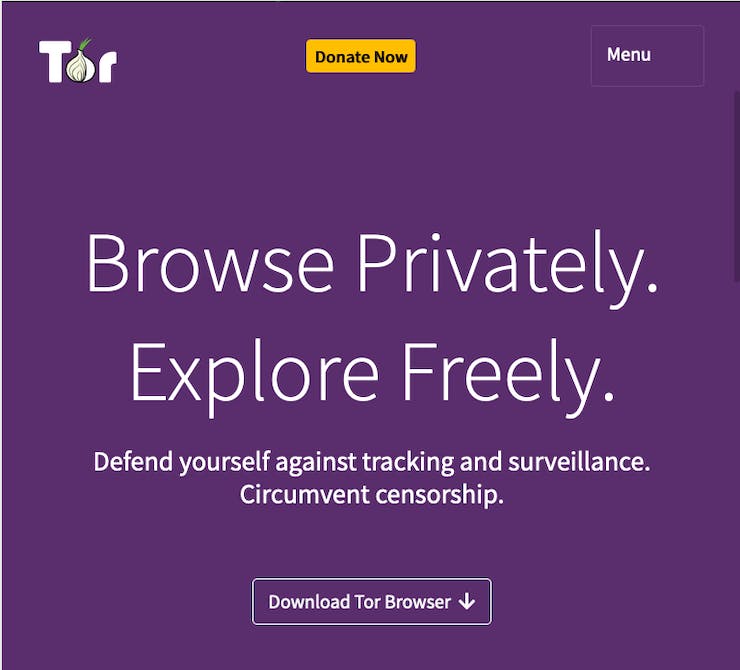 Tor
Donate Now
Menu
Browse Privately.
Explore Freely.
Defend yourself against tracking and surveillance.
Circumvent censorship.
Download Tor Browser ↓